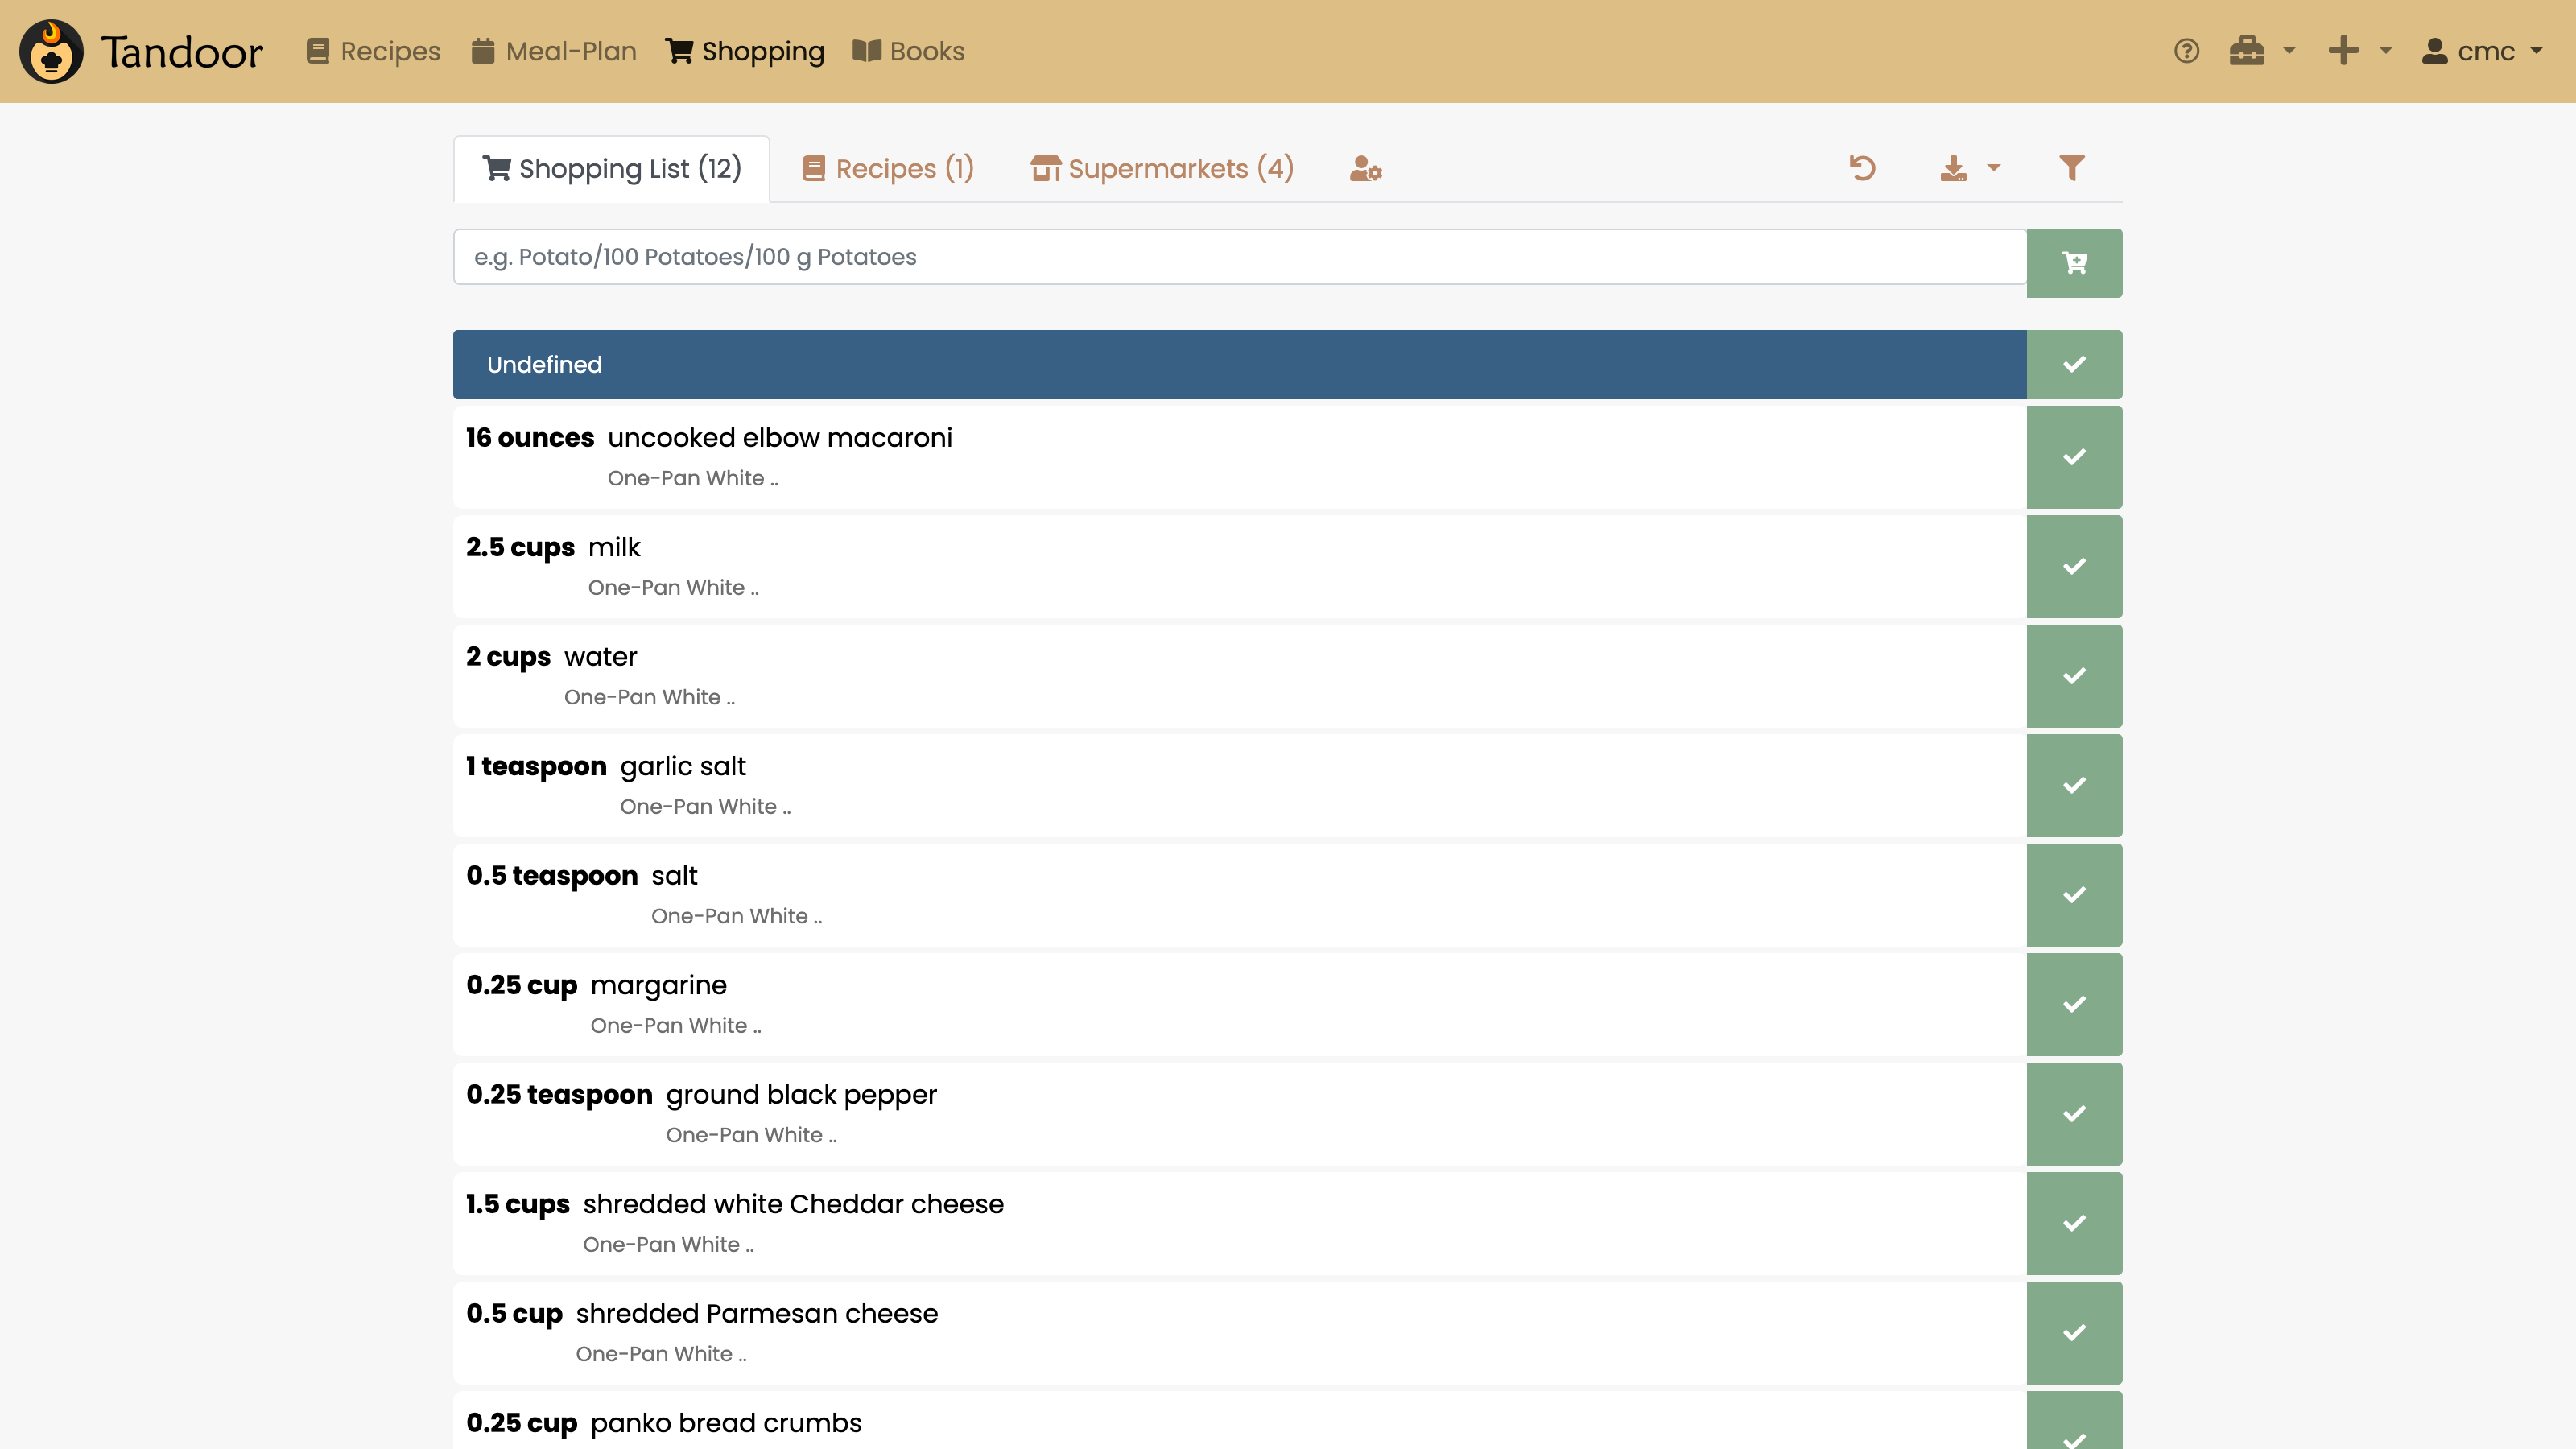 Tandoor Recipes Meal-Plan Shopping Books cmc
Shopping List (12) Recipes (1) Supermarkets (4)
e.g. Potato/100 Potatoes/100 g Potatoes
Undefined
16 ounces uncooked elbow macaroni
One-Pan White ..
2.5 cups milk
One-Pan White ..
2 cups water
One-Pan White ..
1 teaspoon garlic salt
One-Pan White ..
0.5 teaspoon salt
One-Pan White ..
0.25 cup margarine
One-Pan White ..
0.25 teaspoon ground black pepper
One-Pan White ..
1.5 cups shredded white Cheddar cheese
One-Pan White ..
0.5 cup shredded Parmesan cheese
One-Pan White ..
0.25 cup panko bread crumbs